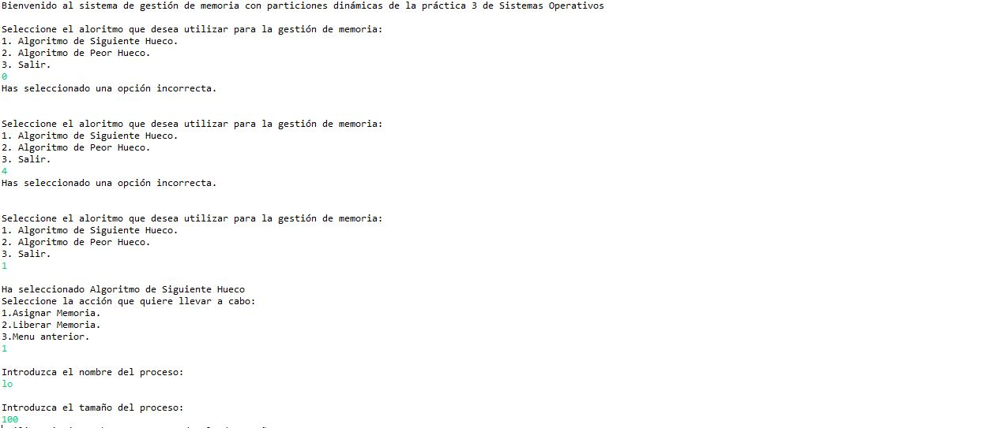 Bienvenido al sistema de gestión de memoria con particiones dinámicas de la práctica 3 de Sistemas Operativos
Seleccione el aloritmo que desea utilizar para la gestión de memoria:
1. Algoritmo de Siguiente Hueco.
2. Algoritmo de Peor Hueco.
3. Salir.
0
Has seleccionado una opción incorrecta.
Seleccione el aloritmo que desea utilizar para la gestión de memoria:
1. Algoritmo de Siguiente Hueco.
2. Algoritmo de Peor Hueco.
3. Salir.
4
Has seleccionado una opción incorrecta.
Seleccione el aloritmo que desea utilizar para la gestión de memoria:
1. Algoritmo de Siguiente Hueco.
2. Algoritmo de Peor Hueco.
3. Salir.
1
Ha seleccionado Algoritmo de Siguiente Hueco
Seleccione la acción que quiere llevar a cabo:
1.Asignar Memoria.
2.Liberar Memoria.
3.Menu anterior.
1
Introduzca el nombre del proceso:
lo
Introduzca el tamaño del proceso:
100